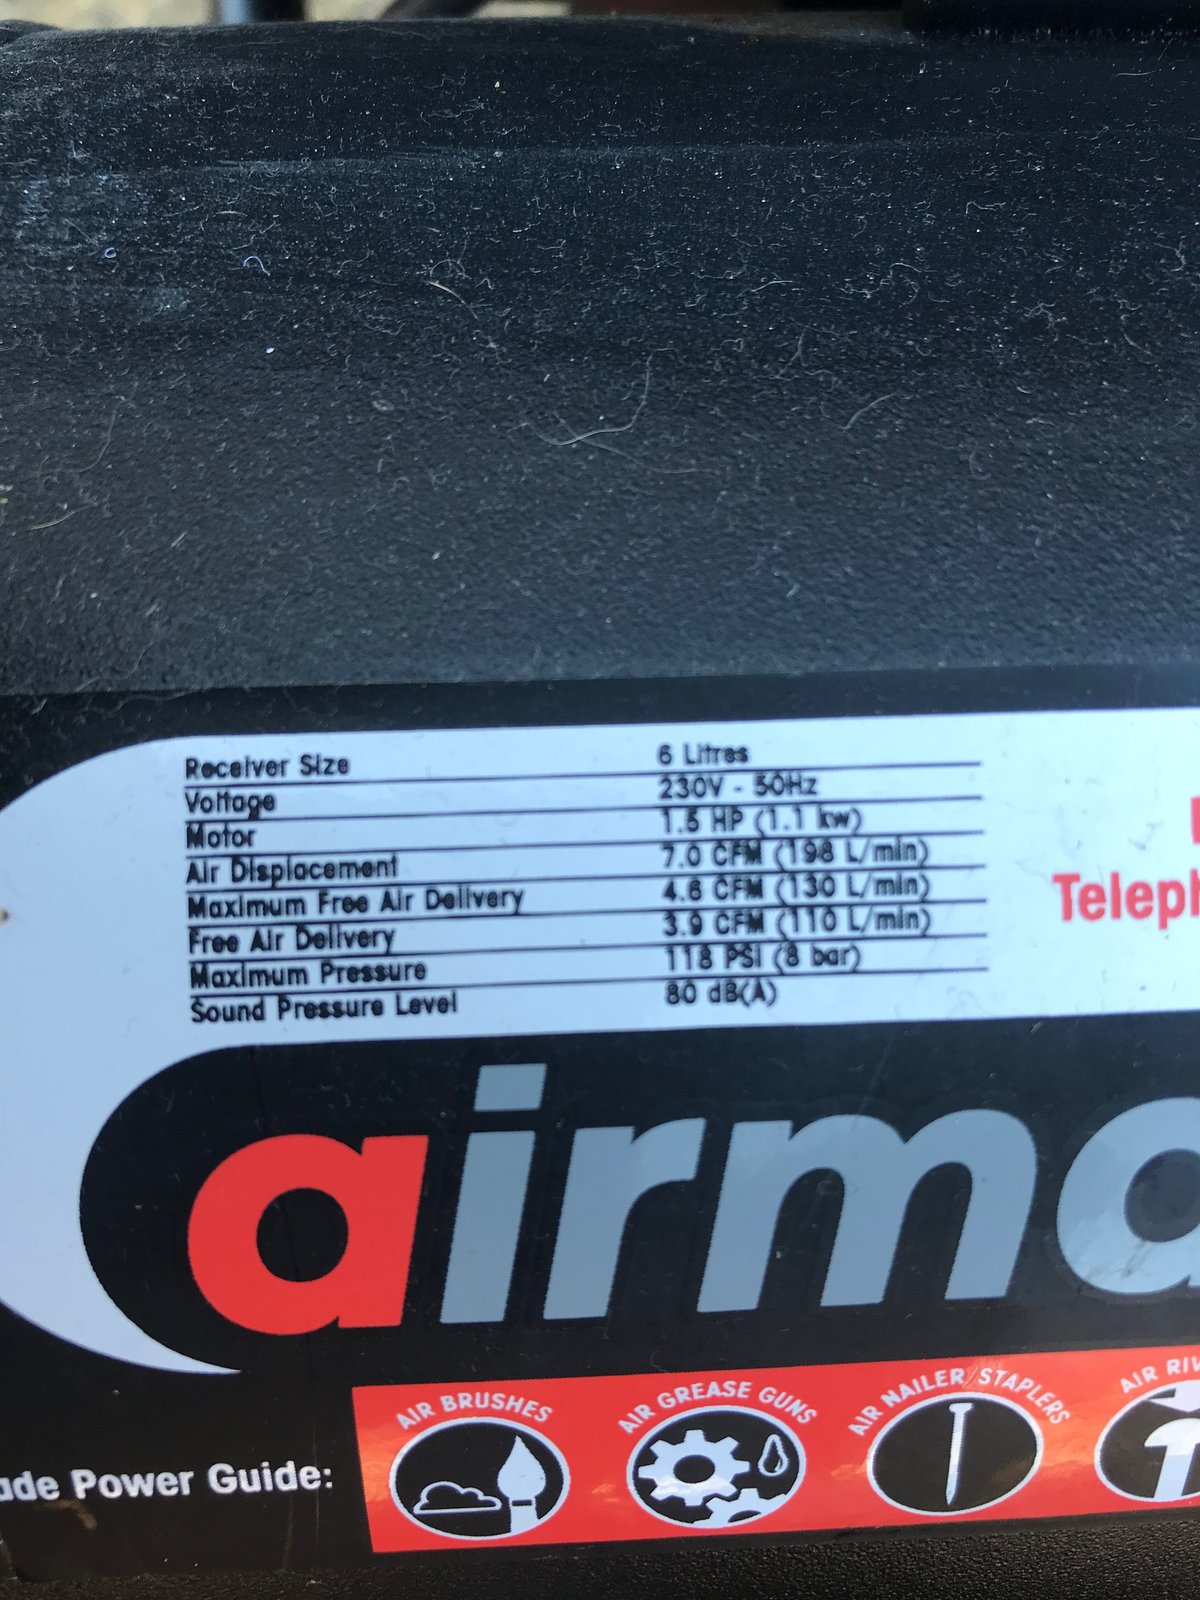 Receiver Size 6 Litres
Voltage 230V - 50Hz
Motor 1.5 HP (1.1 kw)
Air Displacement 7.0 CFM (198 L/min)
Maximum Free Air Delivery 4.6 CFM (130 L/min)
Free Air Delivery 3.9 CFM (110 L/min)
Maximum Pressure 118 PSI (8 bar)
Sound Pressure Level 80 dB(A)
Teleph
airma
AIR BRUSHES
AIR GREASE GUNS
AIR NAILER/STAPLERS
AIR RIV
ade Power Guide: